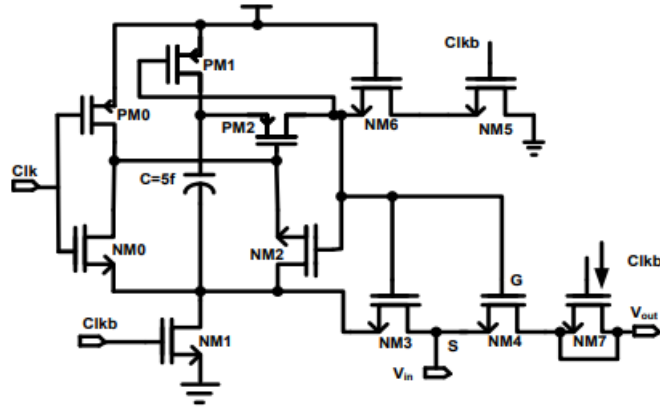 Clkb
PM1
PM0
PM2
NM6
NM5
Clk
C=5f
NM0
NM2
Clkb
G
Clkb
NM1
NM3
S
NM4
NM7
Vout
Vin